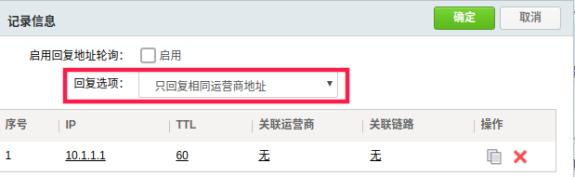 记录信息 确定 取消
启用回复地址轮询： 启用
回复选项： 只回复相同运营商地址
序号 IP TTL 关联运营商 关联链路 操作
1 10.1.1.1 60 无 无